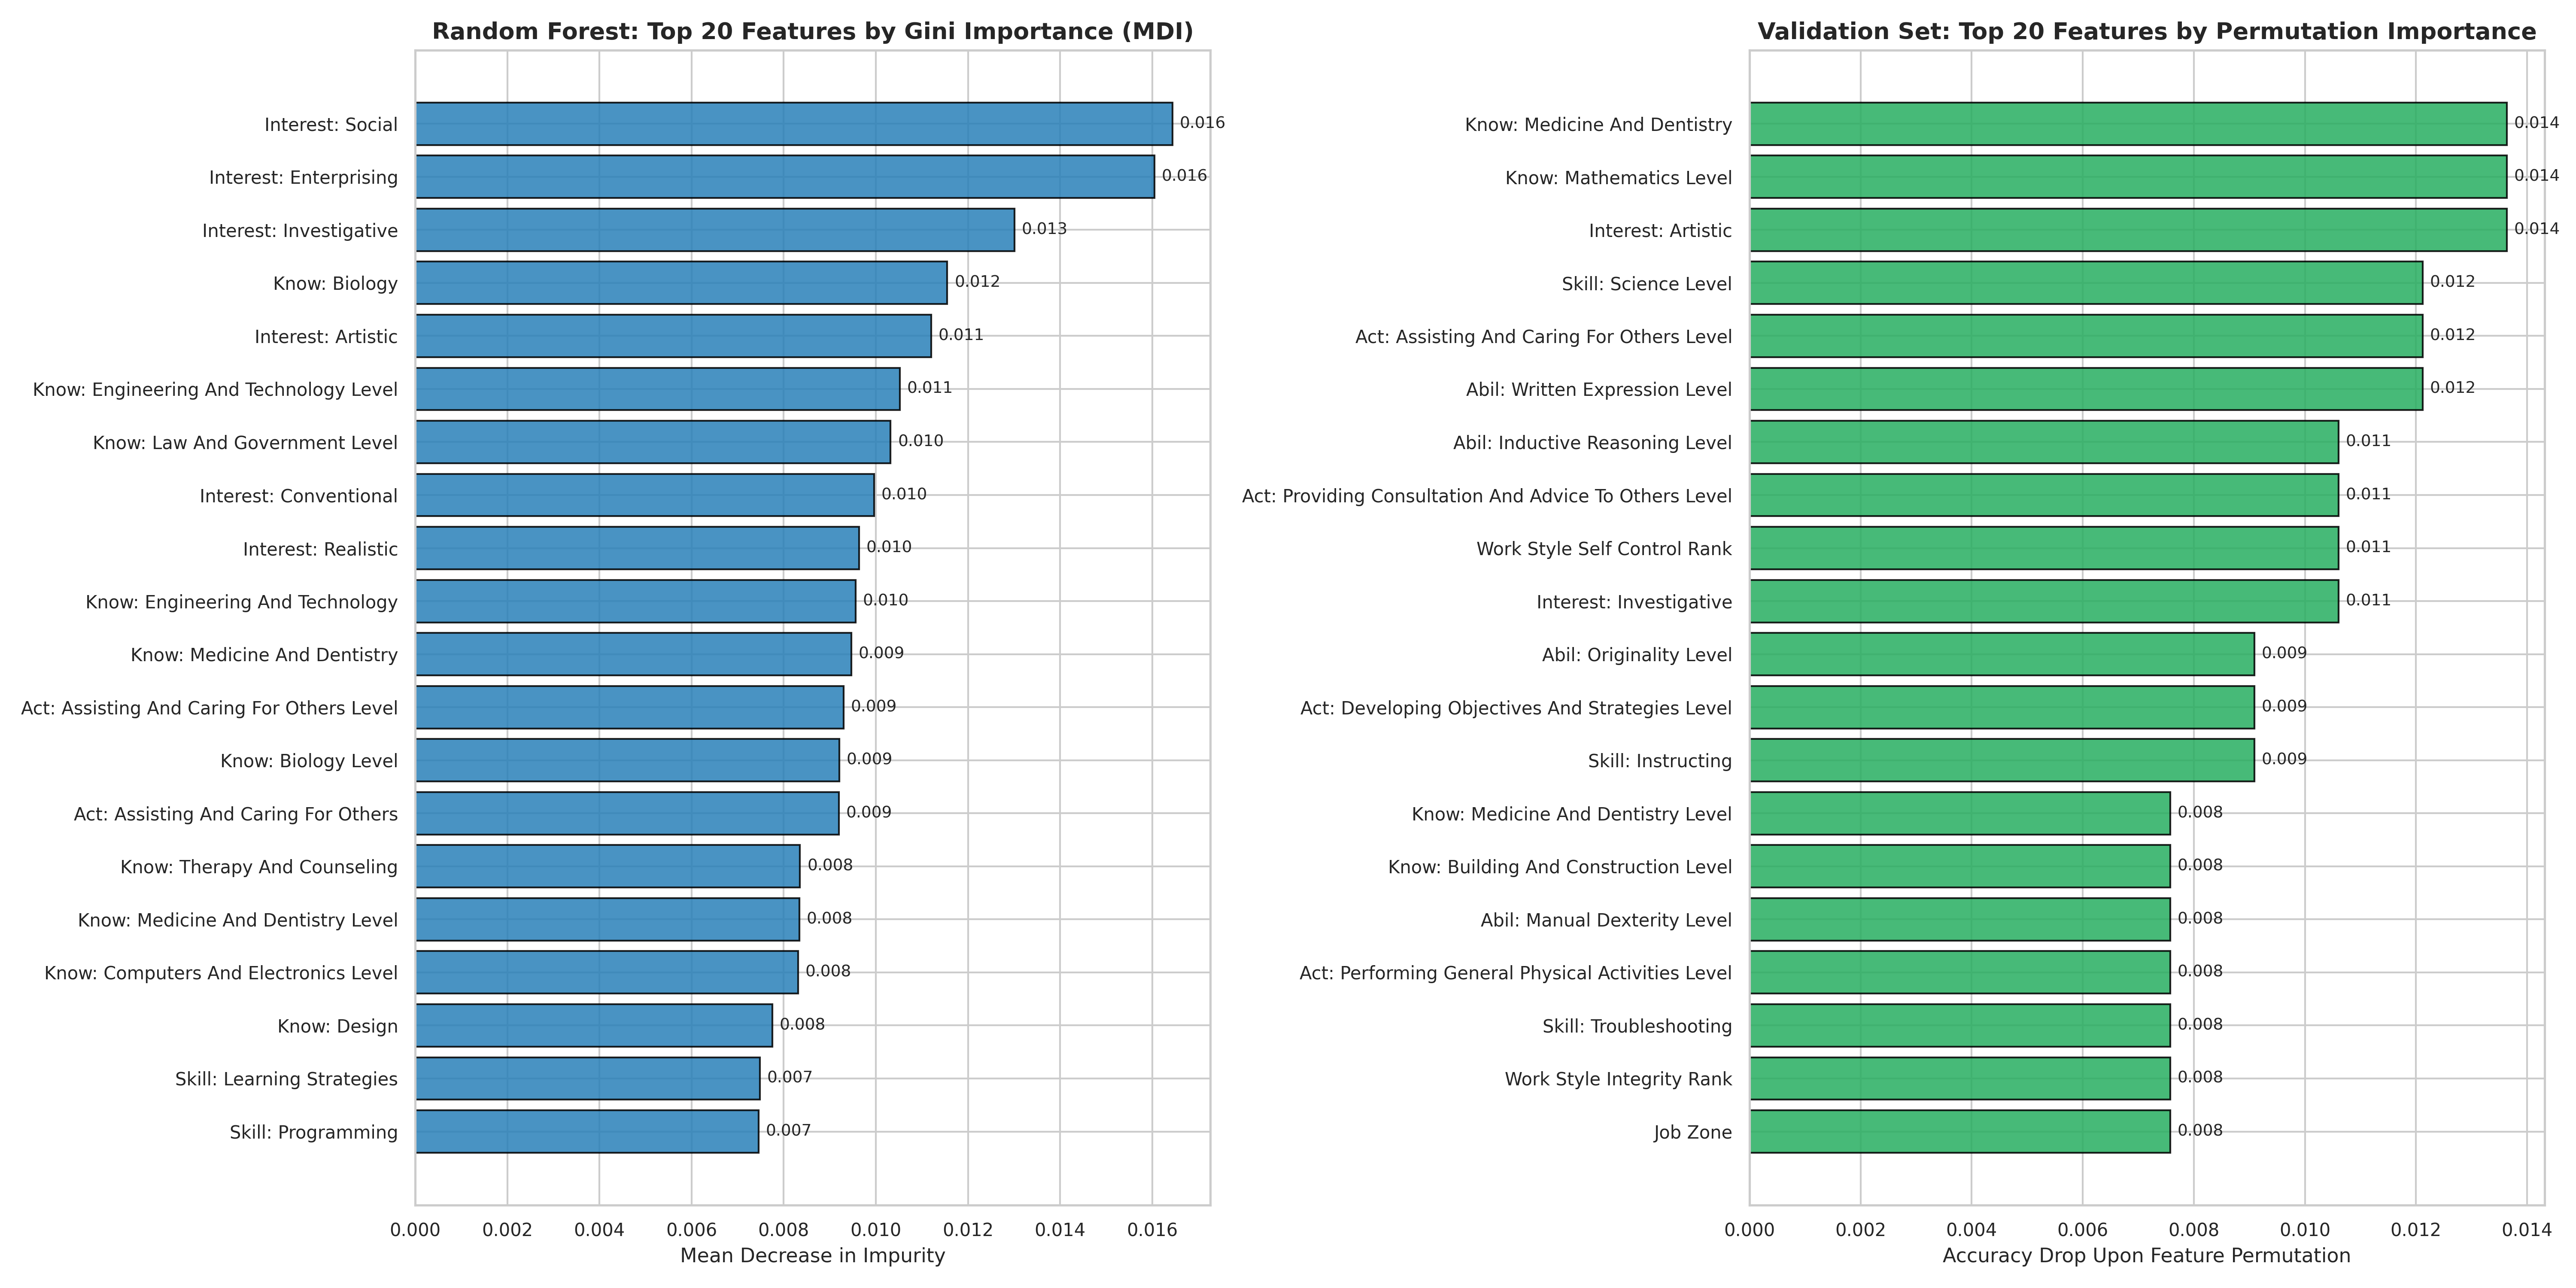 Random Forest: Top 20 Features by Gini Importance (MDI)
Interest: Social
0.016
Interest: Enterprising
0.016
Interest: Investigative
0.013
Know: Biology
0.012
Interest: Artistic
0.011
Know: Engineering And Technology Level
0.011
Know: Law And Government Level
0.010
Interest: Conventional
0.010
Interest: Realistic
0.010
Know: Engineering And Technology
0.010
Know: Medicine And Dentistry
0.009
Act: Assisting And Caring For Others Level
0.009
Know: Biology Level
0.009
Act: Assisting And Caring For Others
0.009
Know: Therapy And Counseling
0.008
Know: Medicine And Dentistry Level
0.008
Know: Computers And Electronics Level
0.008
Know: Design
0.008
Skill: Learning Strategies
0.007
Skill: Programming
0.007
0.000 0.002 0.004 0.006 0.008 0.010 0.012 0.014 0.016
Mean Decrease in Impurity
Validation Set: Top 20 Features by Permutation Importance
Know: Medicine And Dentistry
0.014
Know: Mathematics Level
0.014
Interest: Artistic
0.014
Skill: Science Level
0.012
Act: Assisting And Caring For Others Level
0.012
Abil: Written Expression Level
0.012
Abil: Inductive Reasoning Level
0.011
Act: Providing Consultation And Advice To Others Level
0.011
Work Style Self Control Rank
0.011
Interest: Investigative
0.011
Abil: Originality Level
0.009
Act: Developing Objectives And Strategies Level
0.009
Skill: Instructing
0.009
Know: Medicine And Dentistry Level
0.008
Know: Building And Construction Level
0.008
Abil: Manual Dexterity Level
0.008
Act: Performing General Physical Activities Level
0.008
Skill: Troubleshooting
0.008
Work Style Integrity Rank
0.008
Job Zone
0.008
0.000 0.002 0.004 0.006 0.008 0.010 0.012 0.014
Accuracy Drop Upon Feature Permutation